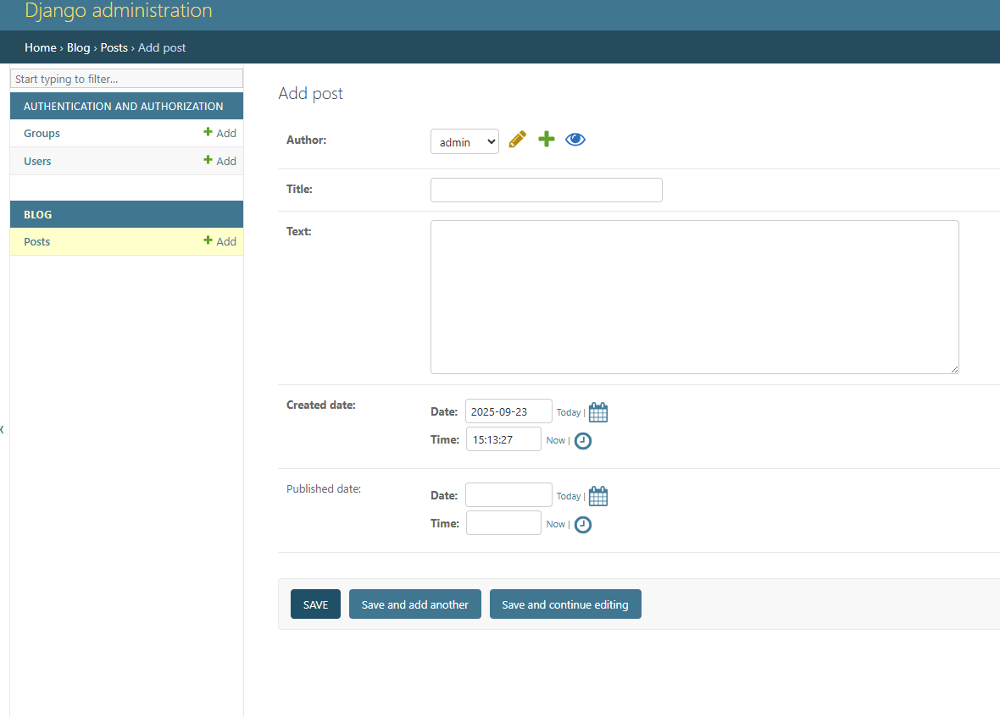 Django administration
Home › Blog › Posts › Add post
Start typing to filter...
AUTHENTICATION AND AUTHORIZATION
Groups + Add
Users + Add
BLOG
Posts + Add
Add post
Author: admin
Title:
Text:
Created date:
Date: 2025-09-23 Today |
Time: 15:13:27 Now |
Published date:
Date: Today |
Time: Now |
SAVE Save and add another Save and continue editing